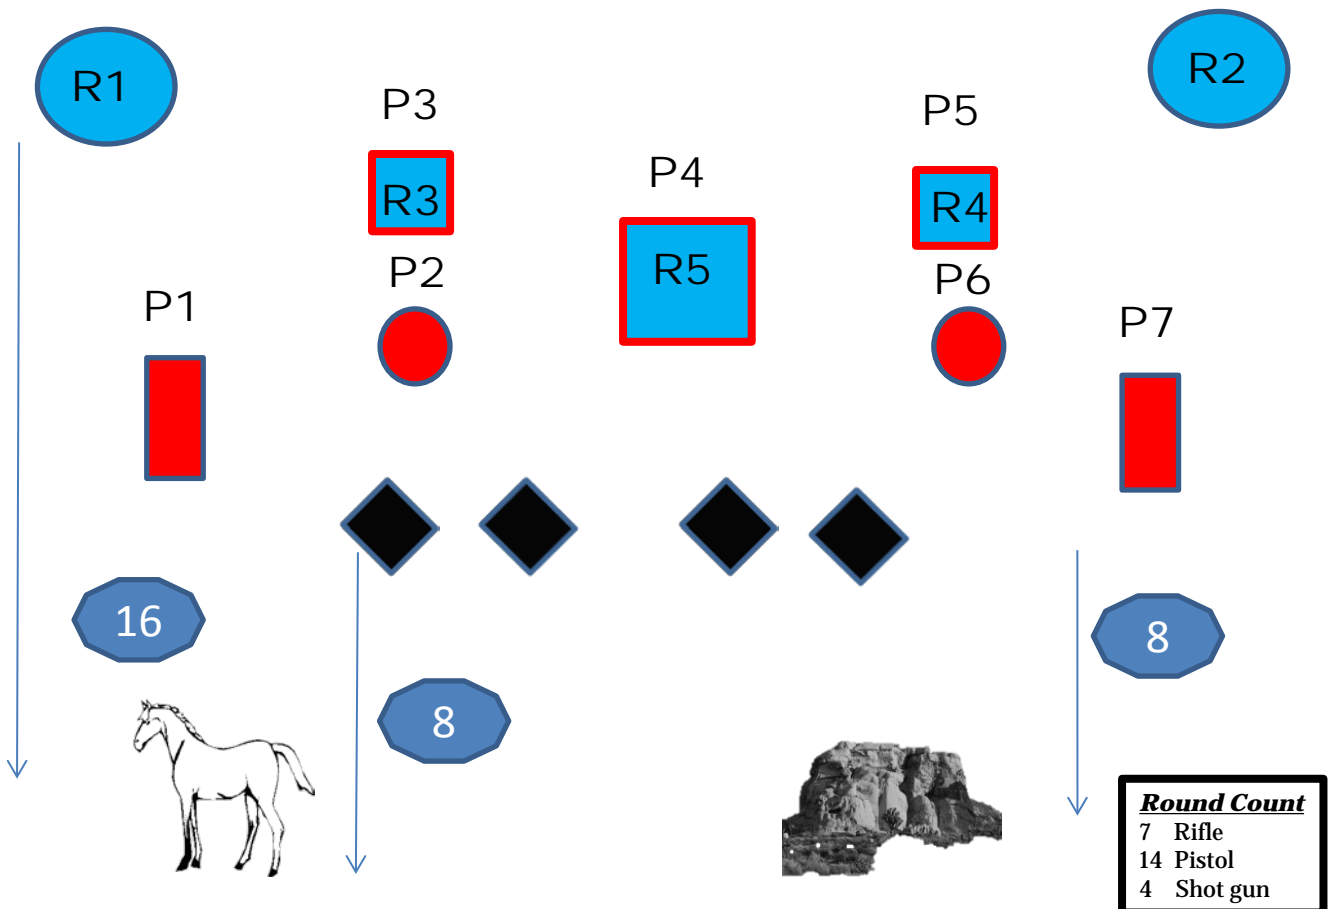 R1
R2
P3
P5
R3
P4
R4
P2
R5
P6
P1
P7
16
8
8
Round Count
7 Rifle
14 Pistol
4 Shot gun